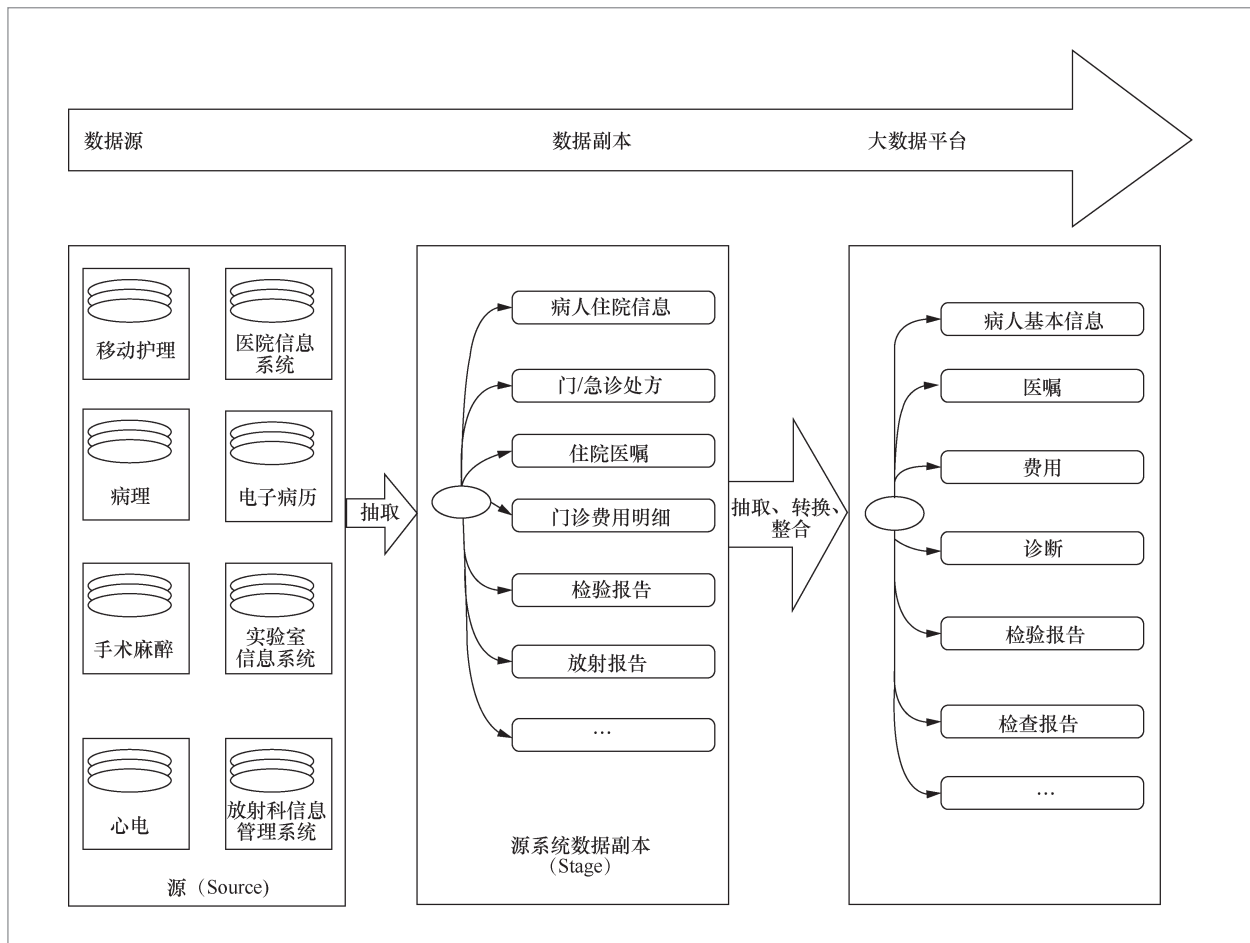 数据源
数据副本
大数据平台
移动护理
医院信息
系统
病理
电子病历
手术麻醉
实验室
信息系统
心电
放射科信息
管理系统
源（Source)
抽取
病人住院信息
门/急诊处方
住院医嘱
门诊费用明细
检验报告
放射报告
…
源系统数据副本
（Stage）
抽取、转换、
整合
病人基本信息
医嘱
费用
诊断
检验报告
检查报告
…